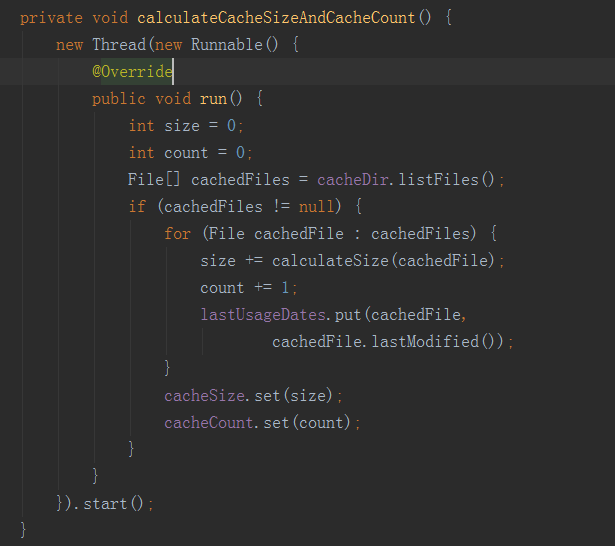 private void calculateCacheSizeAndCacheCount() {
    new Thread(new Runnable() {
        @Override
        public void run() {
            int size = 0;
            int count = 0;
            File[] cachedFiles = cacheDir.listFiles();
            if (cachedFiles != null) {
                for (File cachedFile : cachedFiles) {
                    size += calculateSize(cachedFile);
                    count += 1;
                    lastUsageDates.put(cachedFile,
                            cachedFile.lastModified());
                }
                cacheSize.set(size);
                cacheCount.set(count);
            }
        }
    }).start();
}